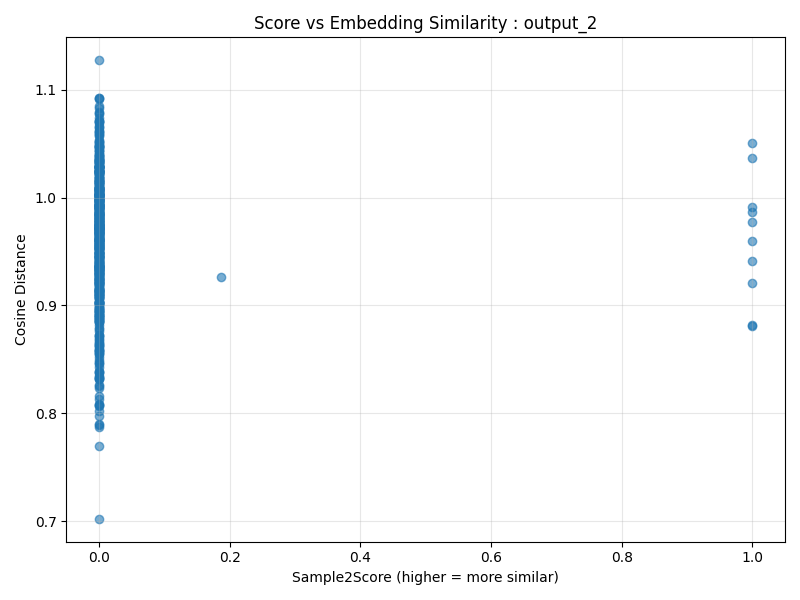 Score vs Embedding Similarity : output_2
Cosine Distance
1.1
1.0
0.9
0.8
0.7
0.0 0.2 0.4 0.6 0.8 1.0
Sample2Score (higher = more similar)